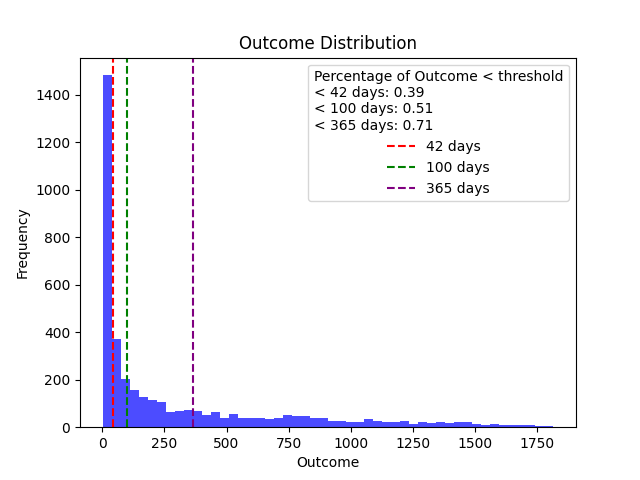 Outcome Distribution
Percentage of Outcome < threshold
< 42 days: 0.39
< 100 days: 0.51
< 365 days: 0.71
42 days
100 days
365 days
1400
1200
1000
800
600
400
200
0
Frequency
0 250 500 750 1000 1250 1500 1750
Outcome